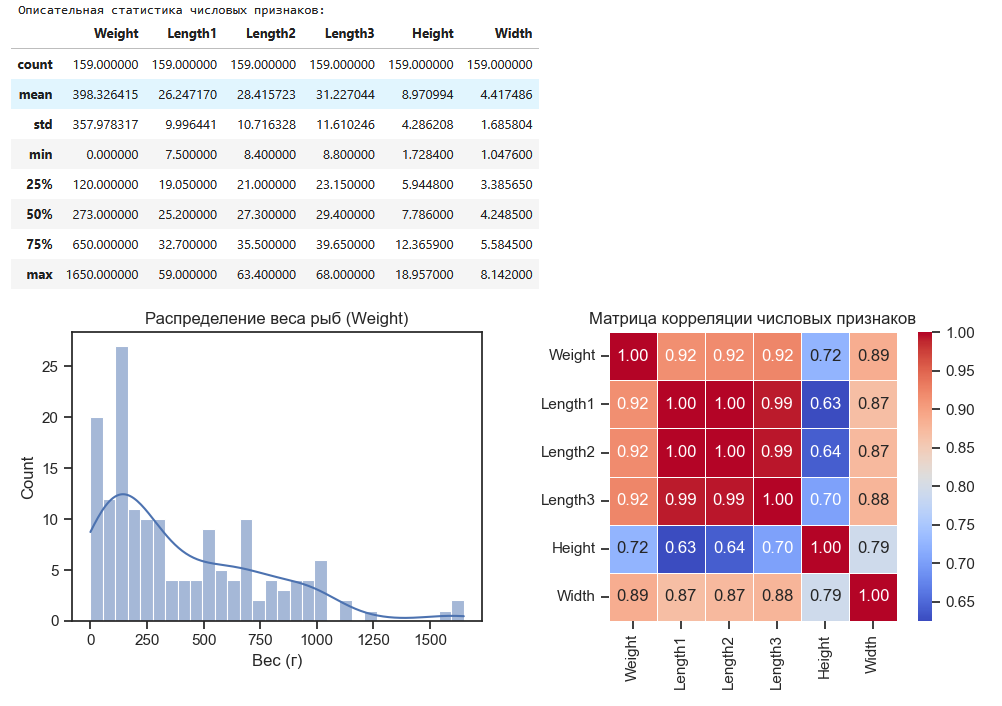 Описательная статистика числовых признаков:
Weight Length1 Length2 Length3 Height Width
count 159.000000 159.000000 159.000000 159.000000 159.000000 159.000000
mean 398.326415 26.247170 28.415723 31.227044 8.970994 4.417486
std 357.978317 9.996441 10.716328 11.610246 4.286208 1.685804
min 0.000000 7.500000 8.400000 8.800000 1.728400 1.047600
25% 120.000000 19.050000 21.000000 23.150000 5.944800 3.385650
50% 273.000000 25.200000 27.300000 29.400000 7.786000 4.248500
75% 650.000000 32.700000 35.500000 39.650000 12.365900 5.584500
max 1650.000000 59.000000 63.400000 68.000000 18.957000 8.142000
Распределение веса рыб (Weight)
Count
25
20
15
10
5
0
0 250 500 750 1000 1250 1500
Вес (г)
Матрица корреляции числовых признаков
Weight 1.00 0.92 0.92 0.92 0.72 0.89
Length1 0.92 1.00 1.00 0.99 0.63 0.87
Length2 0.92 1.00 1.00 0.99 0.64 0.87
Length3 0.92 0.99 0.99 1.00 0.70 0.88
Height 0.72 0.63 0.64 0.70 1.00 0.79
Width 0.89 0.87 0.87 0.88 0.79 1.00
Weight Length1 Length2 Length3 Height Width
1.00
0.95
0.90
0.85
0.80
0.75
0.70
0.65